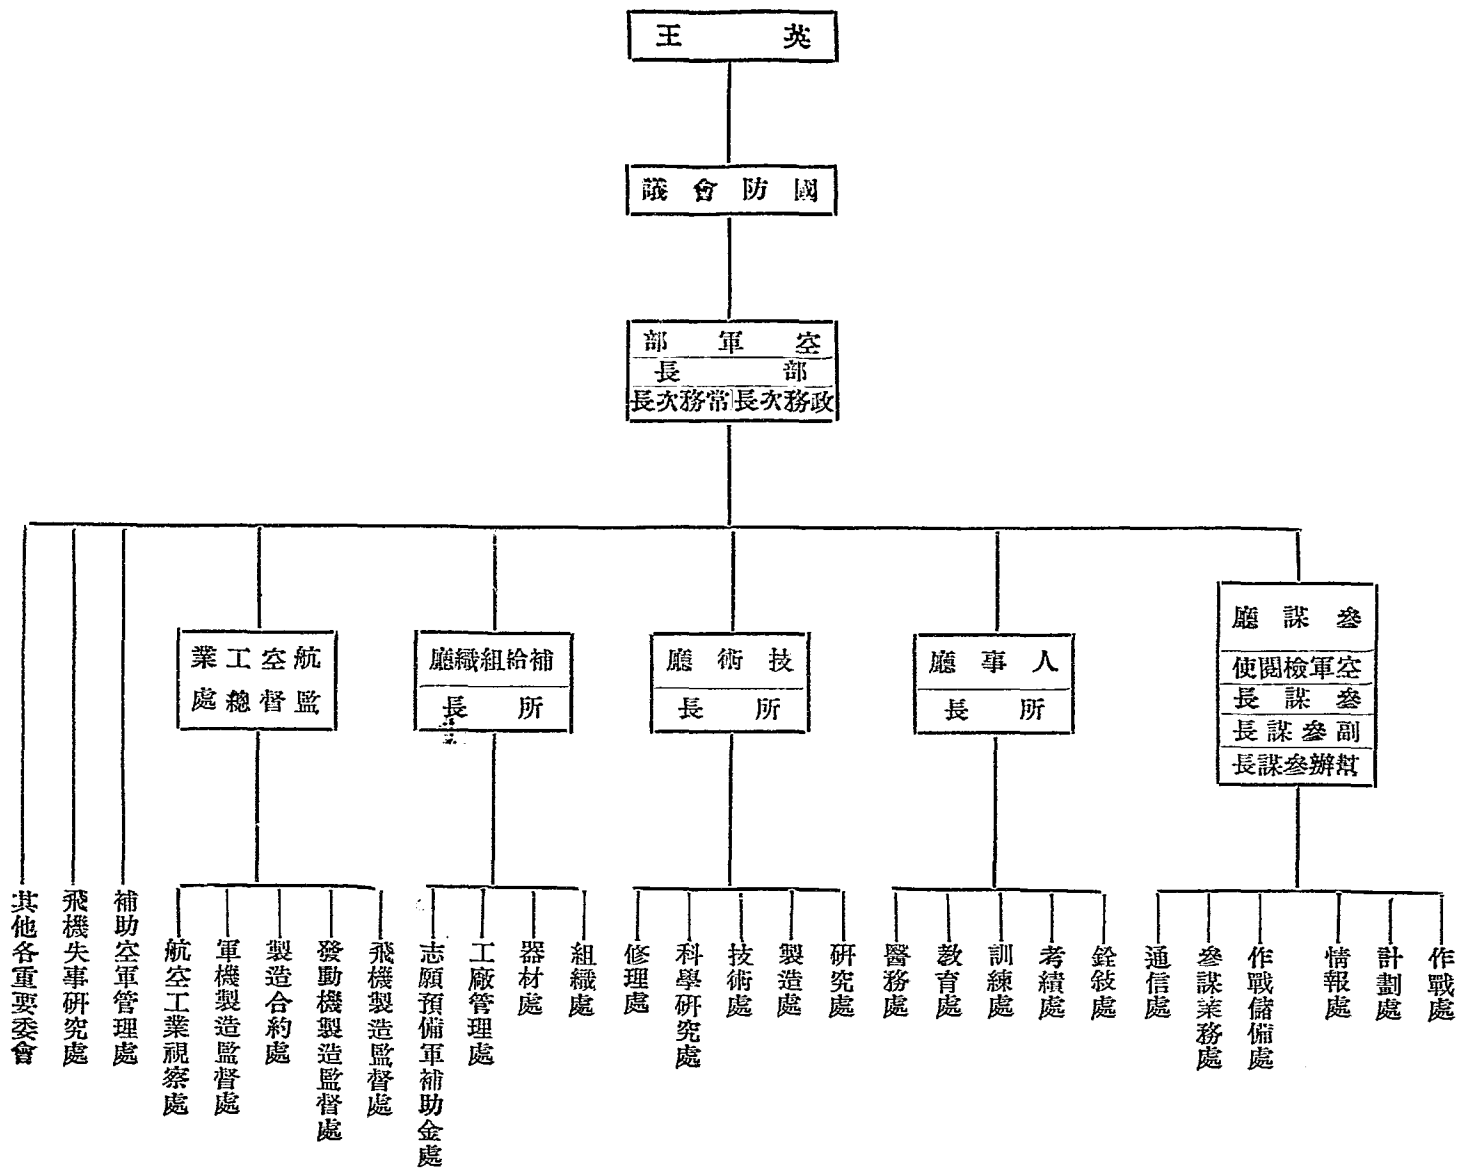 英王
國防會議
空軍部
部長
政務次長 常務次長
參謀廳
空軍檢閱使
參謀長
副參謀長
幫辦參謀長
人事廳
所長
技術廳
所長
補給組織廳
所長
航空工業
監督總處
作戰處
計劃處
情報處
作戰儲備處
參謀業務處
通信處
銓敍處
考績處
訓練處
教育處
醫務處
研究處
製造處
技術處
科學研究處
修理處
組織處
器材處
工廠管理處
志願預備軍補助金處
飛機製造監督處
發動機製造監督處
製造合約處
軍機製造監督處
航空工業視察處
補助空軍管理處
飛機失事研究處
其他各重要委會